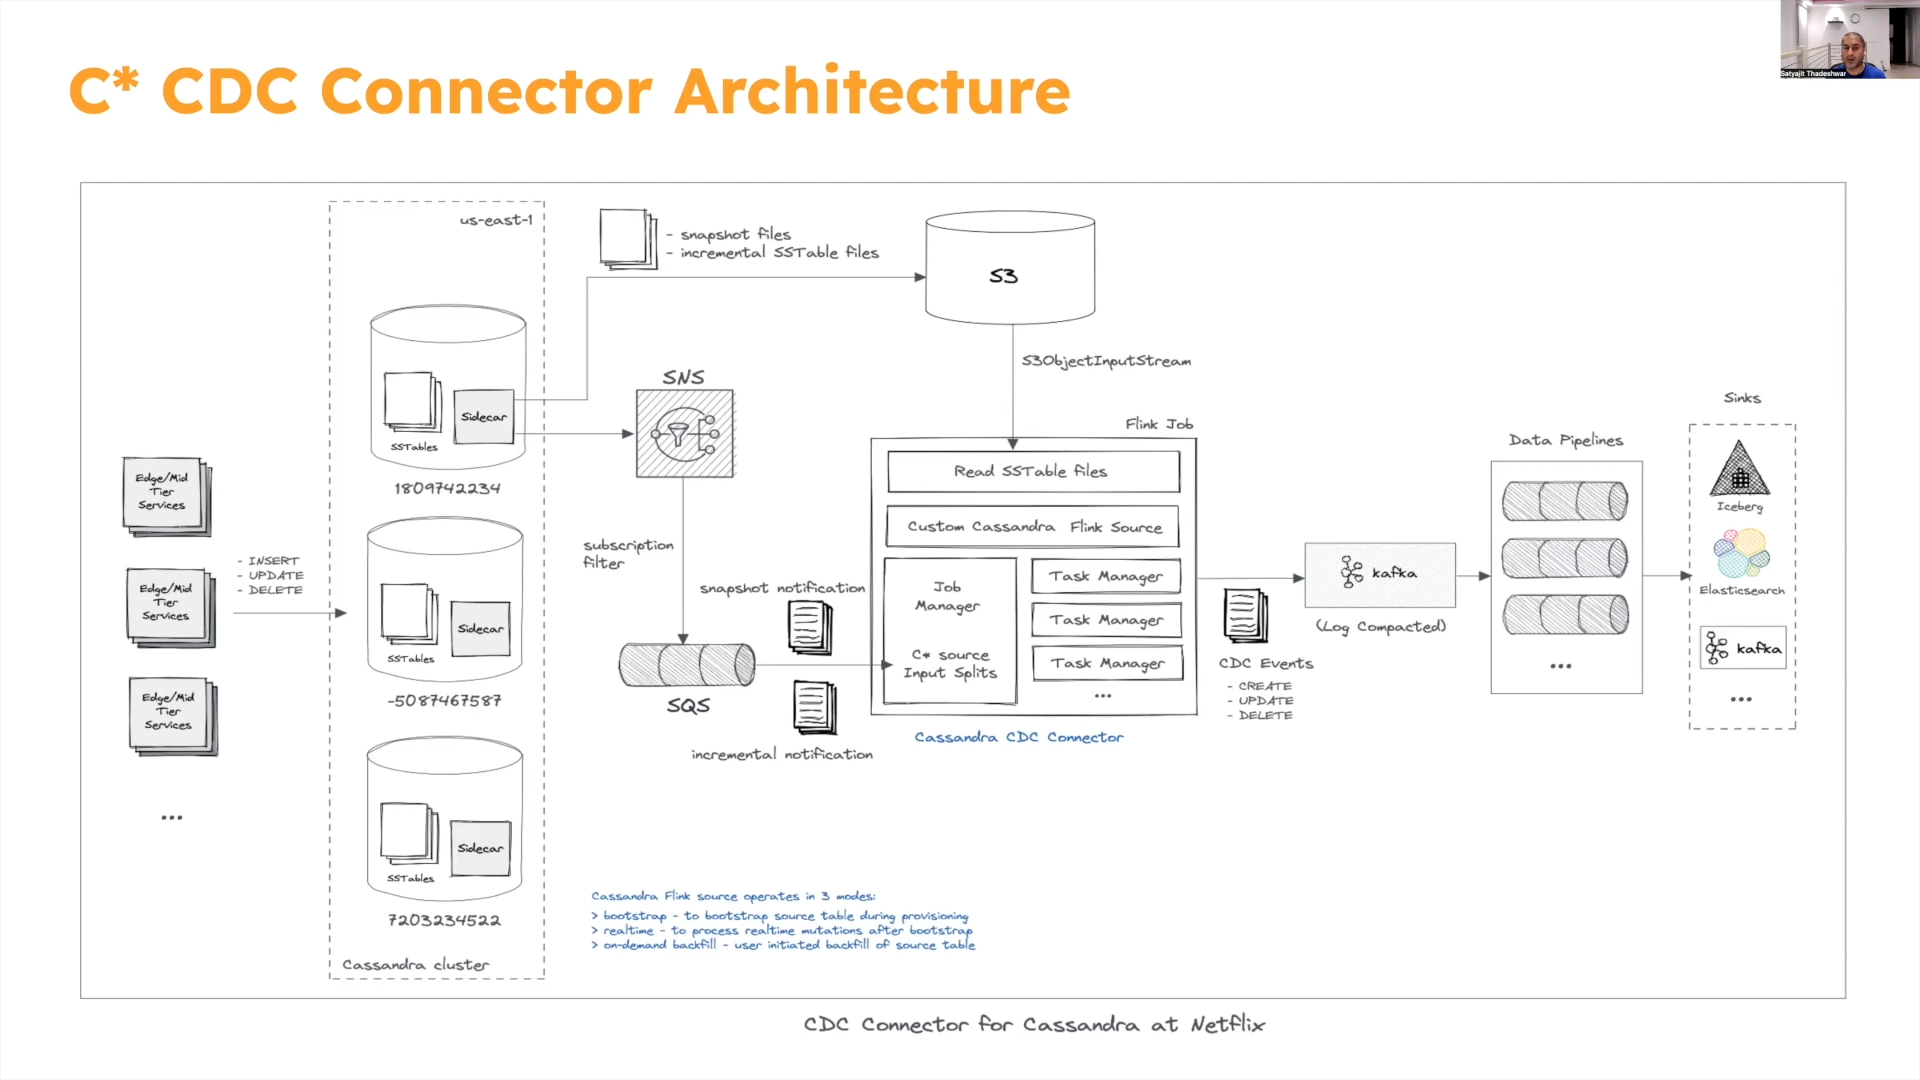 C* CDC Connector Architecture
Satyajit Thadeshwar
us-east-1
- snapshot files
- incremental SSTable files
S3
S3ObjectInputStream
SNS
Sidecar
SSTables
1809742234
Edge/Mid
Tier
Services
- INSERT
- UPDATE
- DELETE
Edge/Mid
Tier
Services
Edge/Mid
Tier
Services
...
Sidecar
SSTables
-5087467587
Sidecar
SSTables
7203234522
Cassandra cluster
subscription
filter
snapshot notification
SQS
incremental notification
Flink Job
Read SSTable files
Custom Cassandra Flink Source
Job
Manager
C* source
Input Splits
Task Manager
Task Manager
Task Manager
...
Cassandra CDC Connector
CDC Events
- CREATE
- UPDATE
- DELETE
kafka
(Log Compacted)
Data Pipelines
...
Sinks
Iceberg
Elasticsearch
kafka
...
Cassandra Flink source operates in 3 modes:
> bootstrap - to bootstrap source table during provisioning
> realtime - to process realtime mutations after bootstrap
> on-demand backfill - user initiated backfill of source table
CDC Connector for Cassandra at Netflix